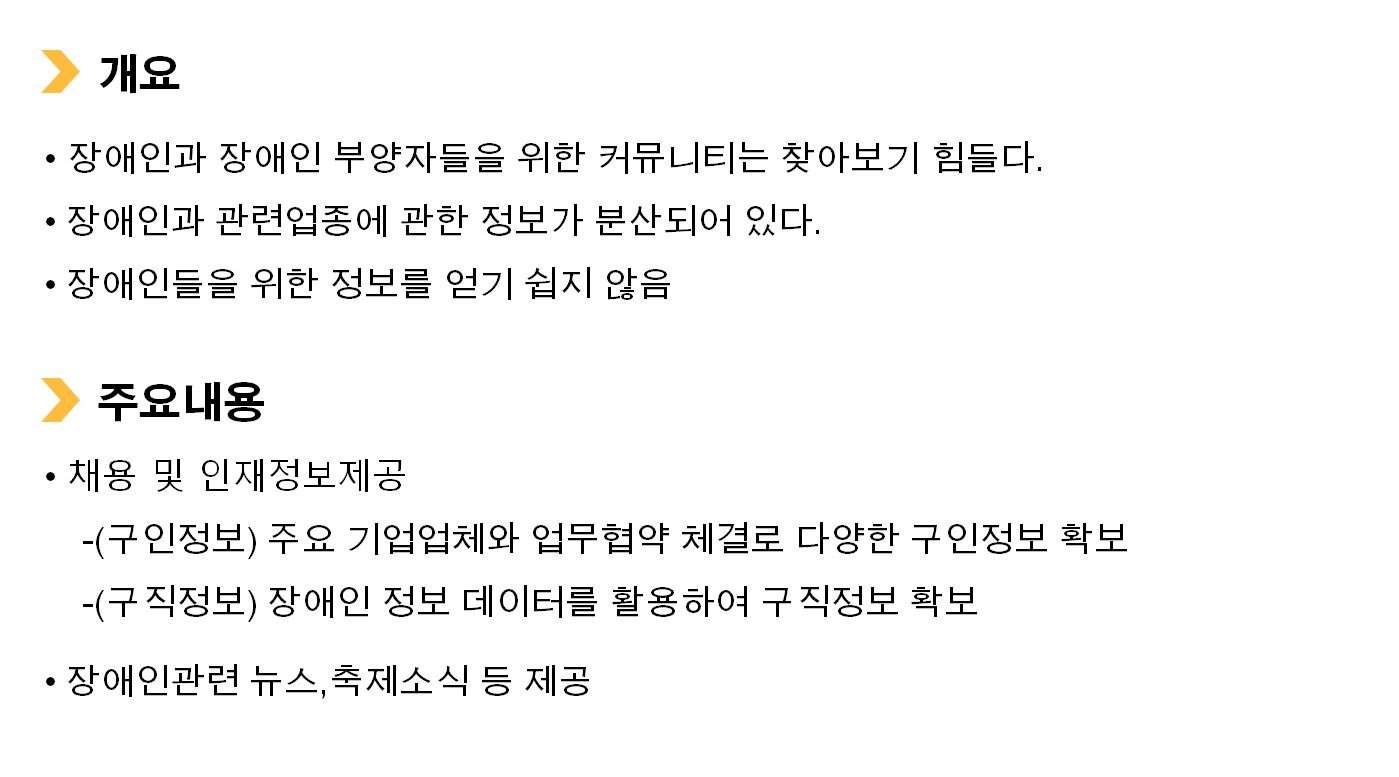 개요
• 장애인과 장애인 부양자들을 위한 커뮤니티는 찾아보기 힘들다.
• 장애인과 관련업종에 관한 정보가 분산되어 있다.
• 장애인들을 위한 정보를 얻기 쉽지 않음
주요내용
• 채용 및 인재정보제공
-(구인정보) 주요 기업업체와 업무협약 체결로 다양한 구인정보 확보
-(구직정보) 장애인 정보 데이터를 활용하여 구직정보 확보
• 장애인관련 뉴스,축제소식 등 제공